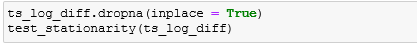 ts_log_diff.dropna(inplace = True)
test_stationarity(ts_log_diff)